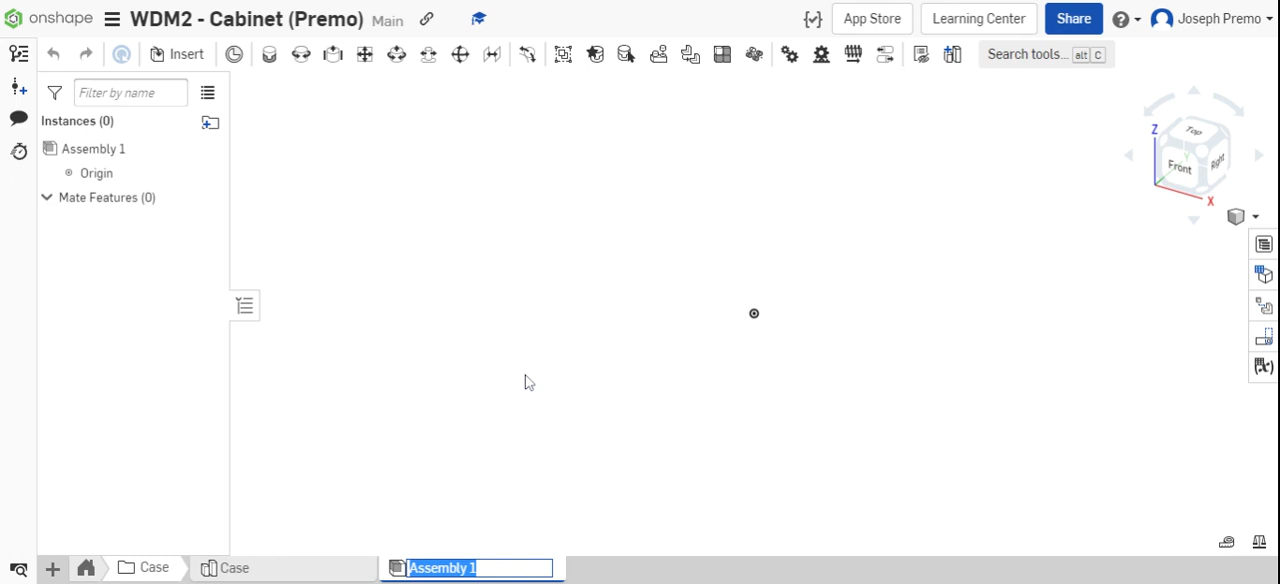 onshape WDM2 - Cabinet (Premo) Main App Store Learning Center Share Joseph Premo
Insert Search tools... alt C
Filter by name
Instances (0)
Assembly 1
Origin
Mate Features (0)
Z Top Front Right X
Case Case Assembly 1